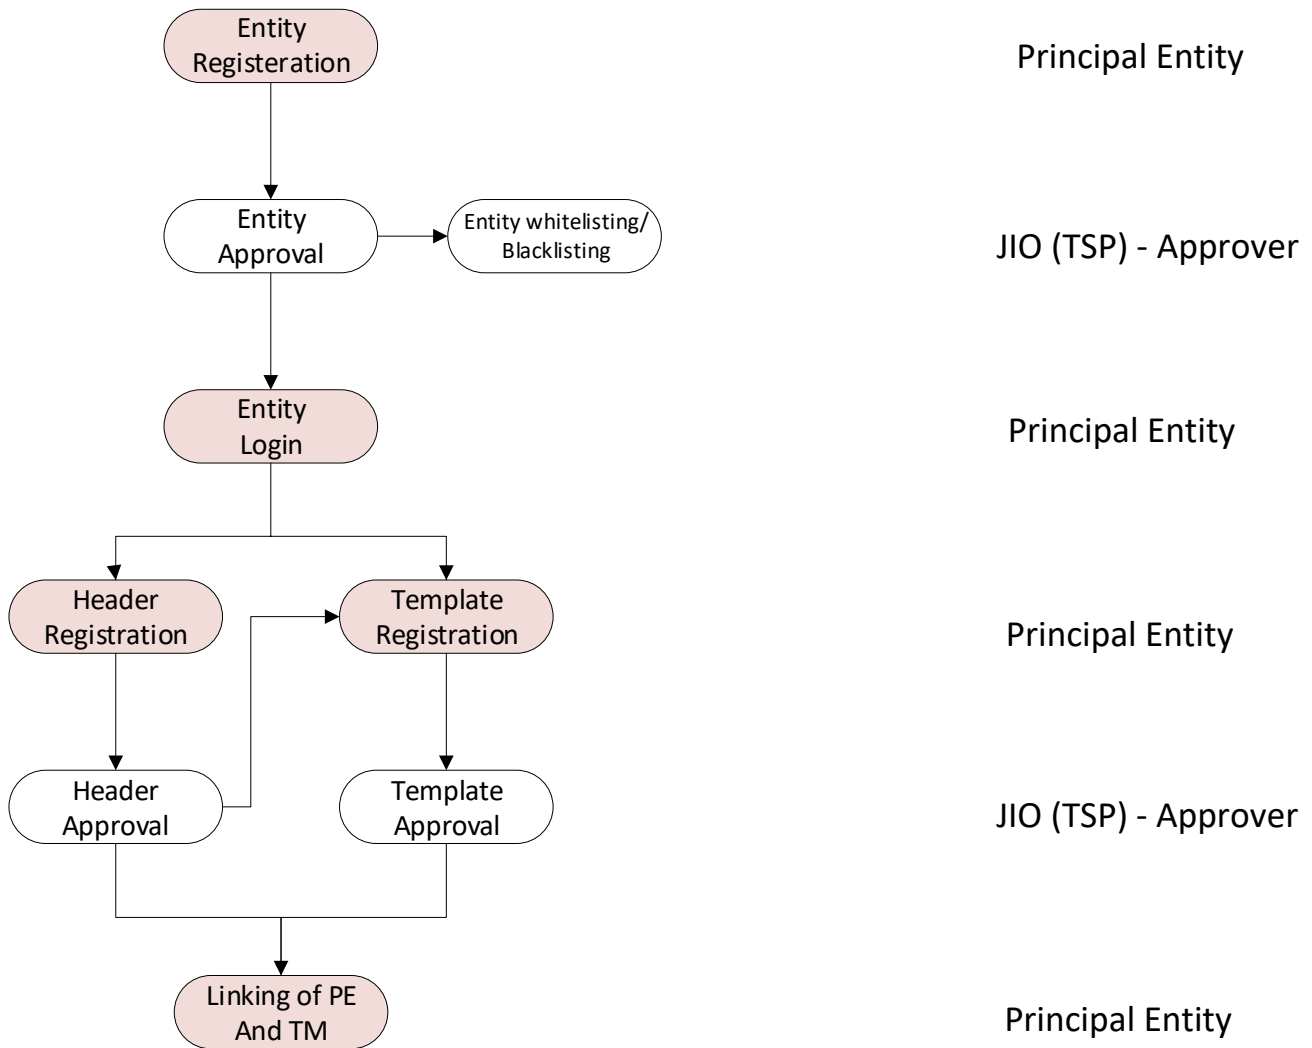 Entity
Registeration
Principal Entity
Entity
Approval
Entity whitelisting/
Blacklisting
JIO (TSP) - Approver
Entity
Login
Principal Entity
Header
Registration
Template
Registration
Principal Entity
Header
Approval
Template
Approval
JIO (TSP) - Approver
Linking of PE
And TM
Principal Entity